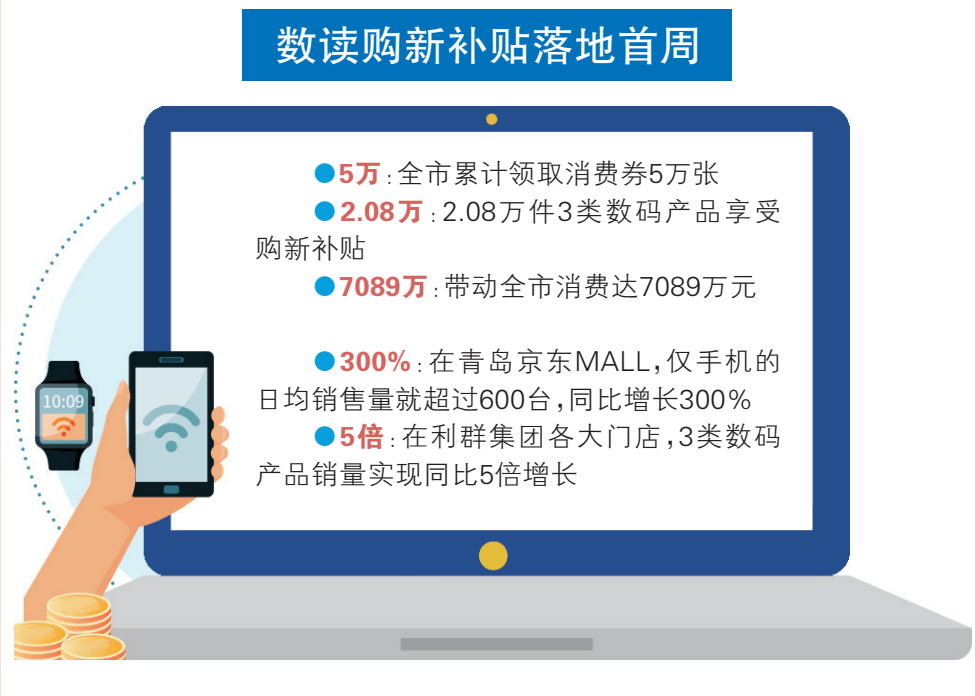 数读购新补贴落地首周
●5万:全市累计领取消费券5万张
●2.08万:2.08万件3类数码产品享受
购新补贴
●7089万:带动全市消费达7089万元
●300%:在青岛京东MALL,仅手机的
日均销售量就超过600台,同比增长300%
●5倍:在利群集团各大门店,3类数码
产品销量实现同比5倍增长
10:09